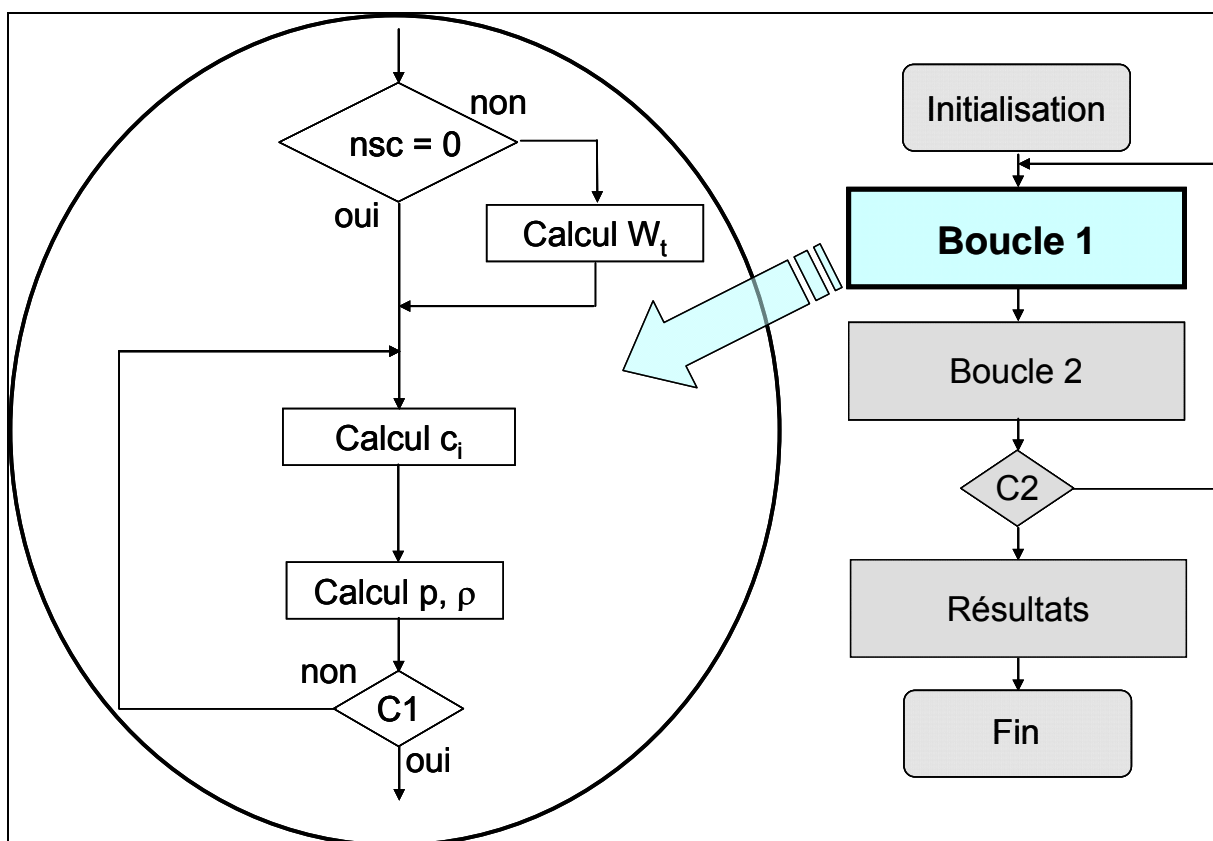 non
nsc = 0
oui
Calcul Wt
Calcul ci
Calcul p, ρ
non
C1
oui
Initialisation
Boucle 1
Boucle 2
C2
Résultats
Fin